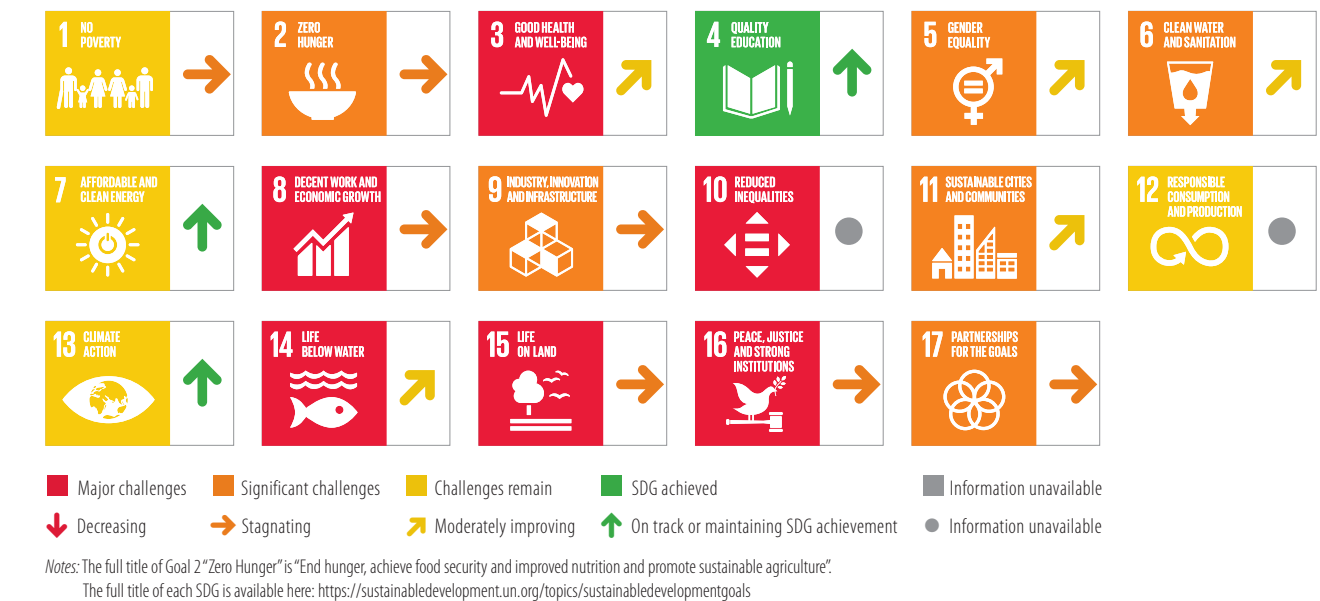 1 NO
POVERTY
2 ZERO
HUNGER
3 GOOD HEALTH
AND WELL-BEING
4 QUALITY
EDUCATION
5 GENDER
EQUALITY
6 CLEAN WATER
AND SANITATION
7 AFFORDABLE AND
CLEAN ENERGY
8 DECENT WORK AND
ECONOMIC GROWTH
9 INDUSTRY, INNOVATION
AND INFRASTRUCTURE
10 REDUCED
INEQUALITIES
11 SUSTAINABLE CITIES
AND COMMUNITIES
12 RESPONSIBLE
CONSUMPTION
AND PRODUCTION
13 CLIMATE
ACTION
14 LIFE
BELOW WATER
15 LIFE
ON LAND
16 PEACE, JUSTICE
AND STRONG
INSTITUTIONS
17 PARTNERSHIPS
FOR THE GOALS
Major challenges Significant challenges Challenges remain SDG achieved Information unavailable
Decreasing Stagnating Moderately improving On track or maintaining SDG achievement Information unavailable
Notes: The full title of Goal 2 “Zero Hunger” is “End hunger, achieve food security and improved nutrition and promote sustainable agriculture”.
The full title of each SDG is available here: https://sustainabledevelopment.un.org/topics/sustainabledevelopmentgoals